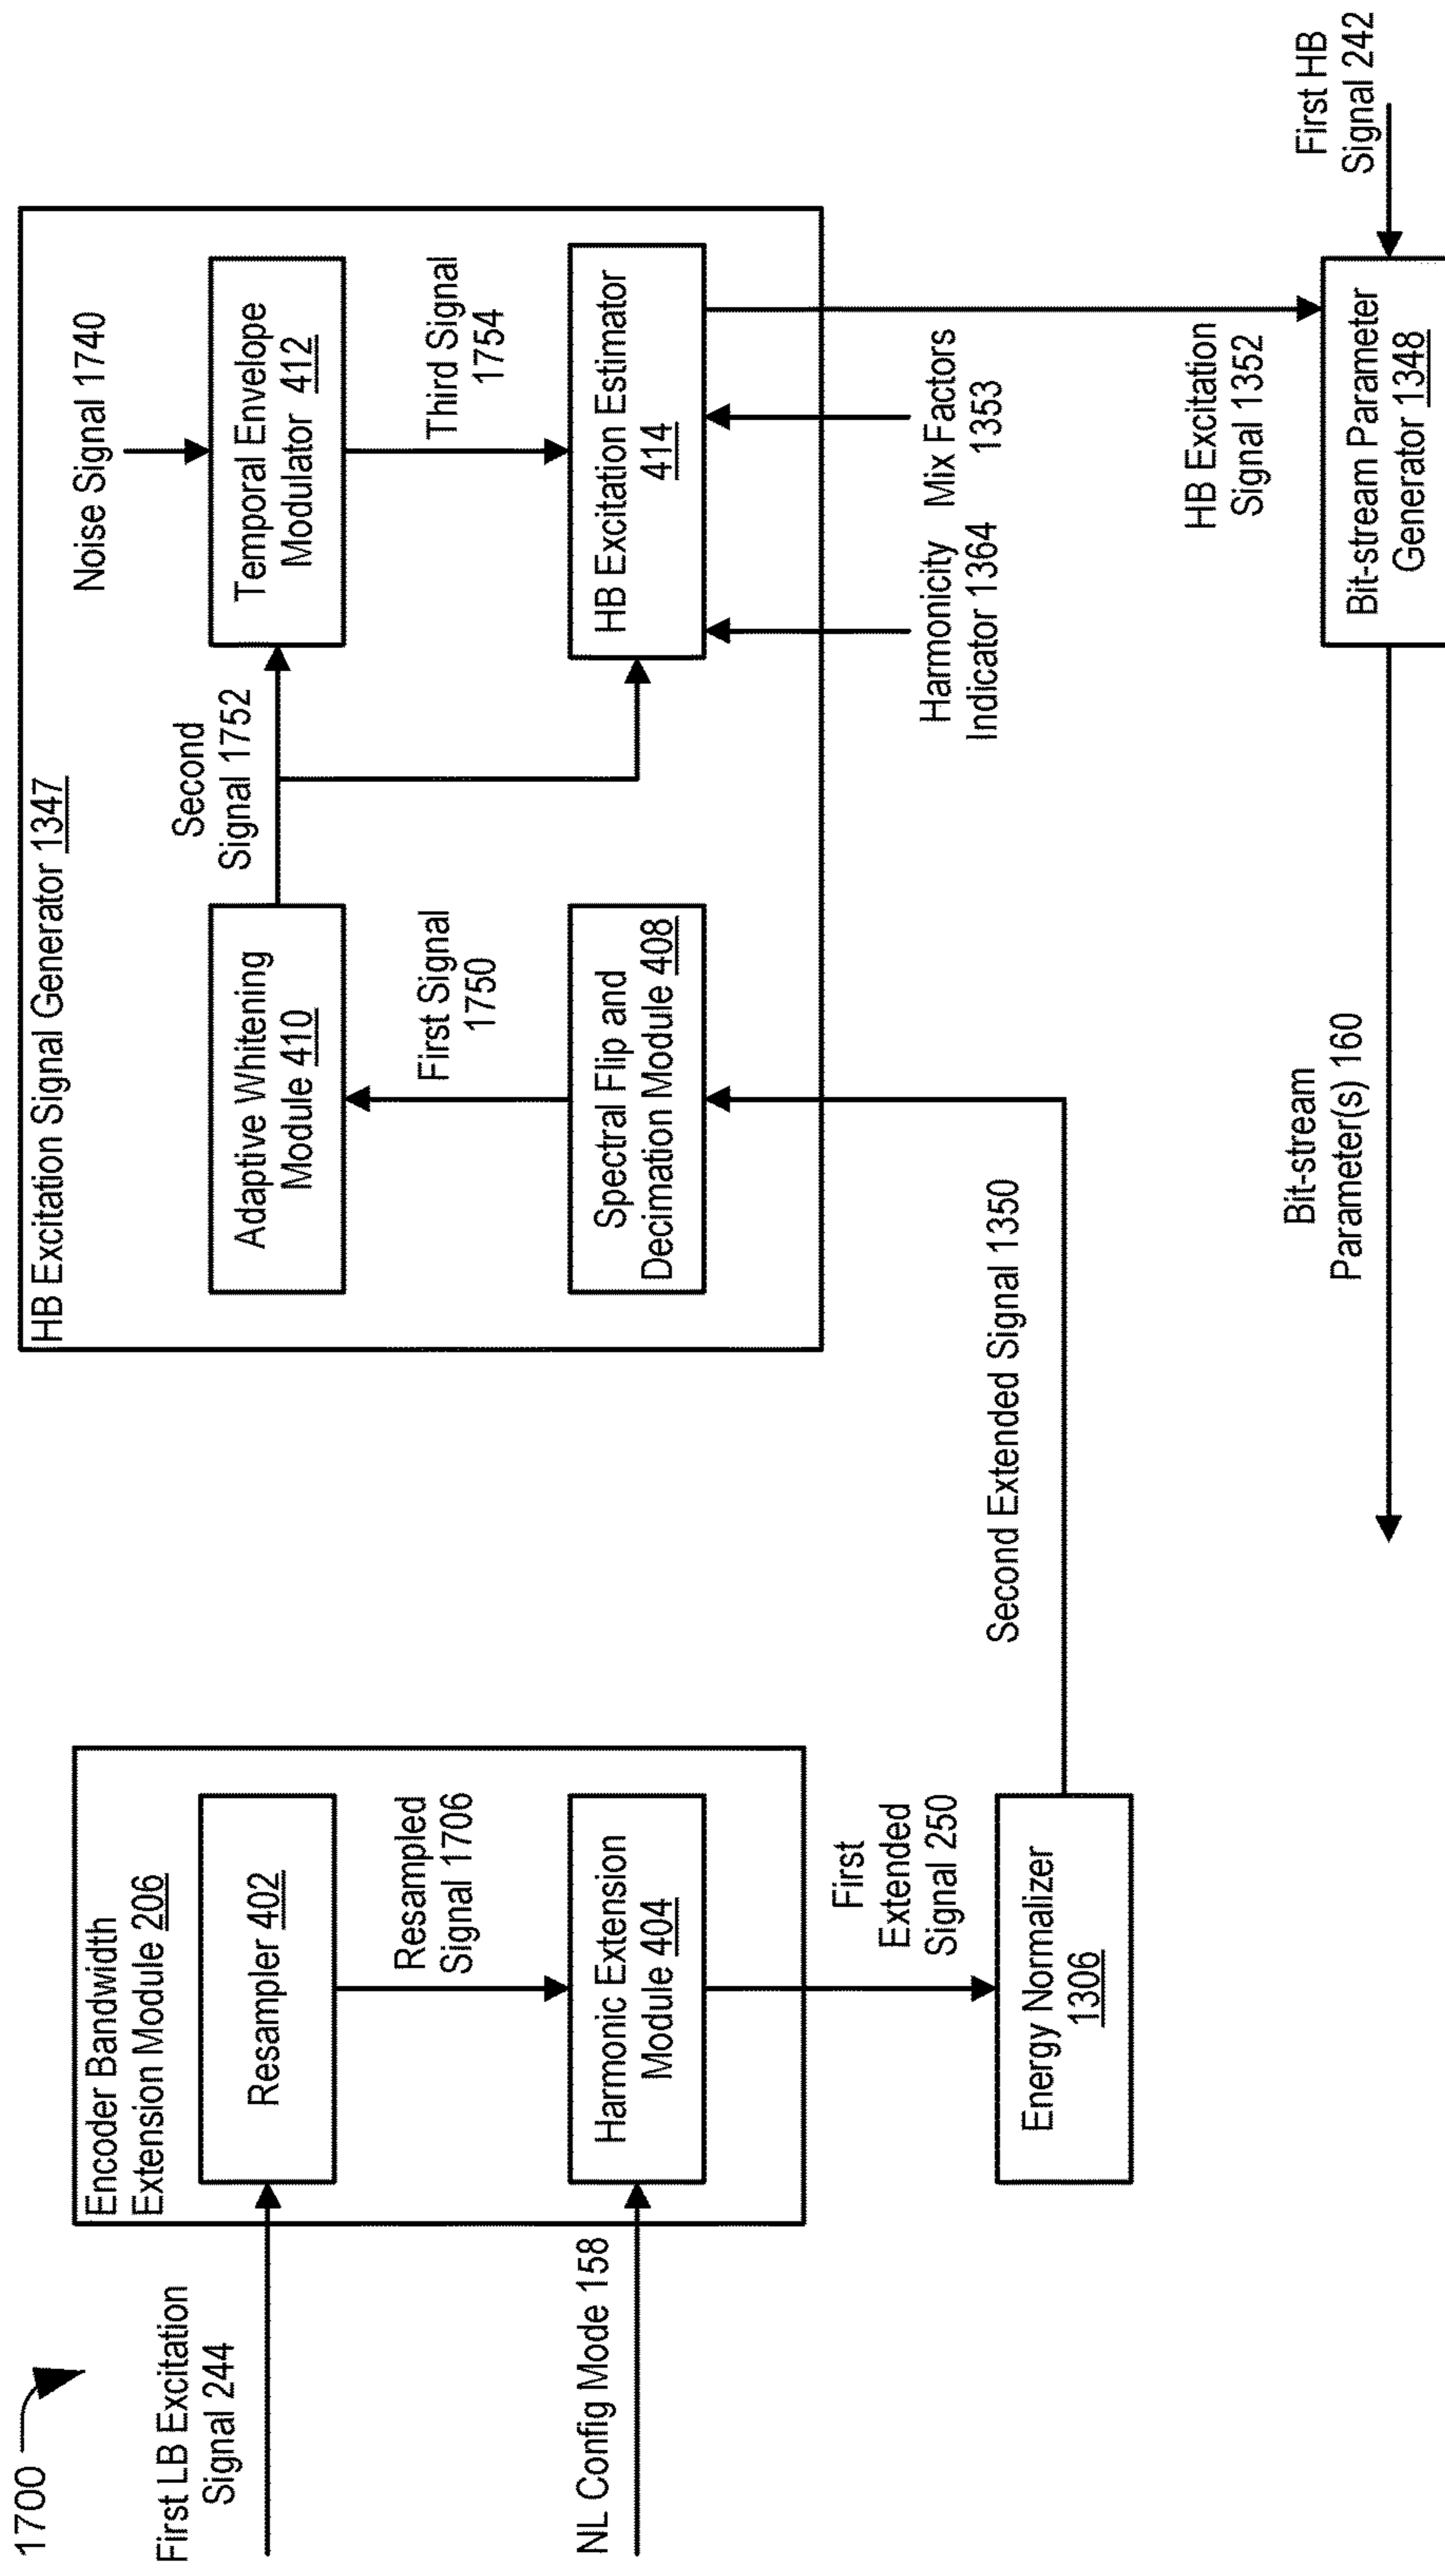 1700
First LB Excitation
Signal 244
NL Config Mode 158
Encoder Bandwidth
Extension Module 206
Resampler 402
Resampled
Signal 1706
Harmonic Extension
Module 404
First
Extended
Signal 250
Energy Normalizer
1306
Second Extended Signal 1350
HB Excitation Signal Generator 1347
Adaptive Whitening
Module 410
First Signal
1750
Spectral Flip and
Decimation Module 408
Second
Signal 1752
Noise Signal 1740
Temporal Envelope
Modulator 412
Third Signal
1754
HB Excitation Estimator
414
Harmonicity
Indicator 1364
Mix Factors
1353
HB Excitation
Signal 1352
First HB
Signal 242
Bit-stream Parameter
Generator 1348
Bit-stream
Parameter(s) 160